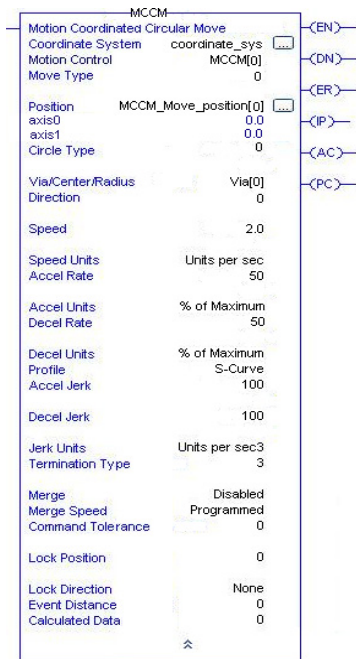 MCCM
Motion Coordinated Circular Move
Coordinate System coordinate_sys ...
Motion Control MCCM[0]
Move Type 0
Position MCCM_Move_position[0] ...
axis0 0.0
axis1 0.0
Circle Type 0
Via/Center/Radius Via[0]
Direction 0
Speed 2.0
Speed Units Units per sec
Accel Rate 50
Accel Units % of Maximum
Decel Rate 50
Decel Units % of Maximum
Profile S-Curve
Accel Jerk 100
Decel Jerk 100
Jerk Units Units per sec3
Termination Type 3
Merge Disabled
Merge Speed Programmed
Command Tolerance 0
Lock Position 0
Lock Direction None
Event Distance 0
Calculated Data 0
EN
DN
ER
IP
AC
PC